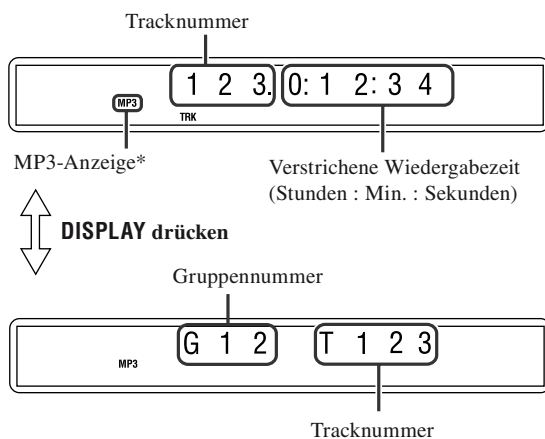 Tracknummer
1 2 3. 0: 1 2: 3 4
MP3
TRK
MP3-Anzeige*
Verstrichene Wiedergabezeit
(Stunden : Min. : Sekunden)
DISPLAY drücken
Gruppennummer
G 1 2 T 1 2 3
MP3
Tracknummer